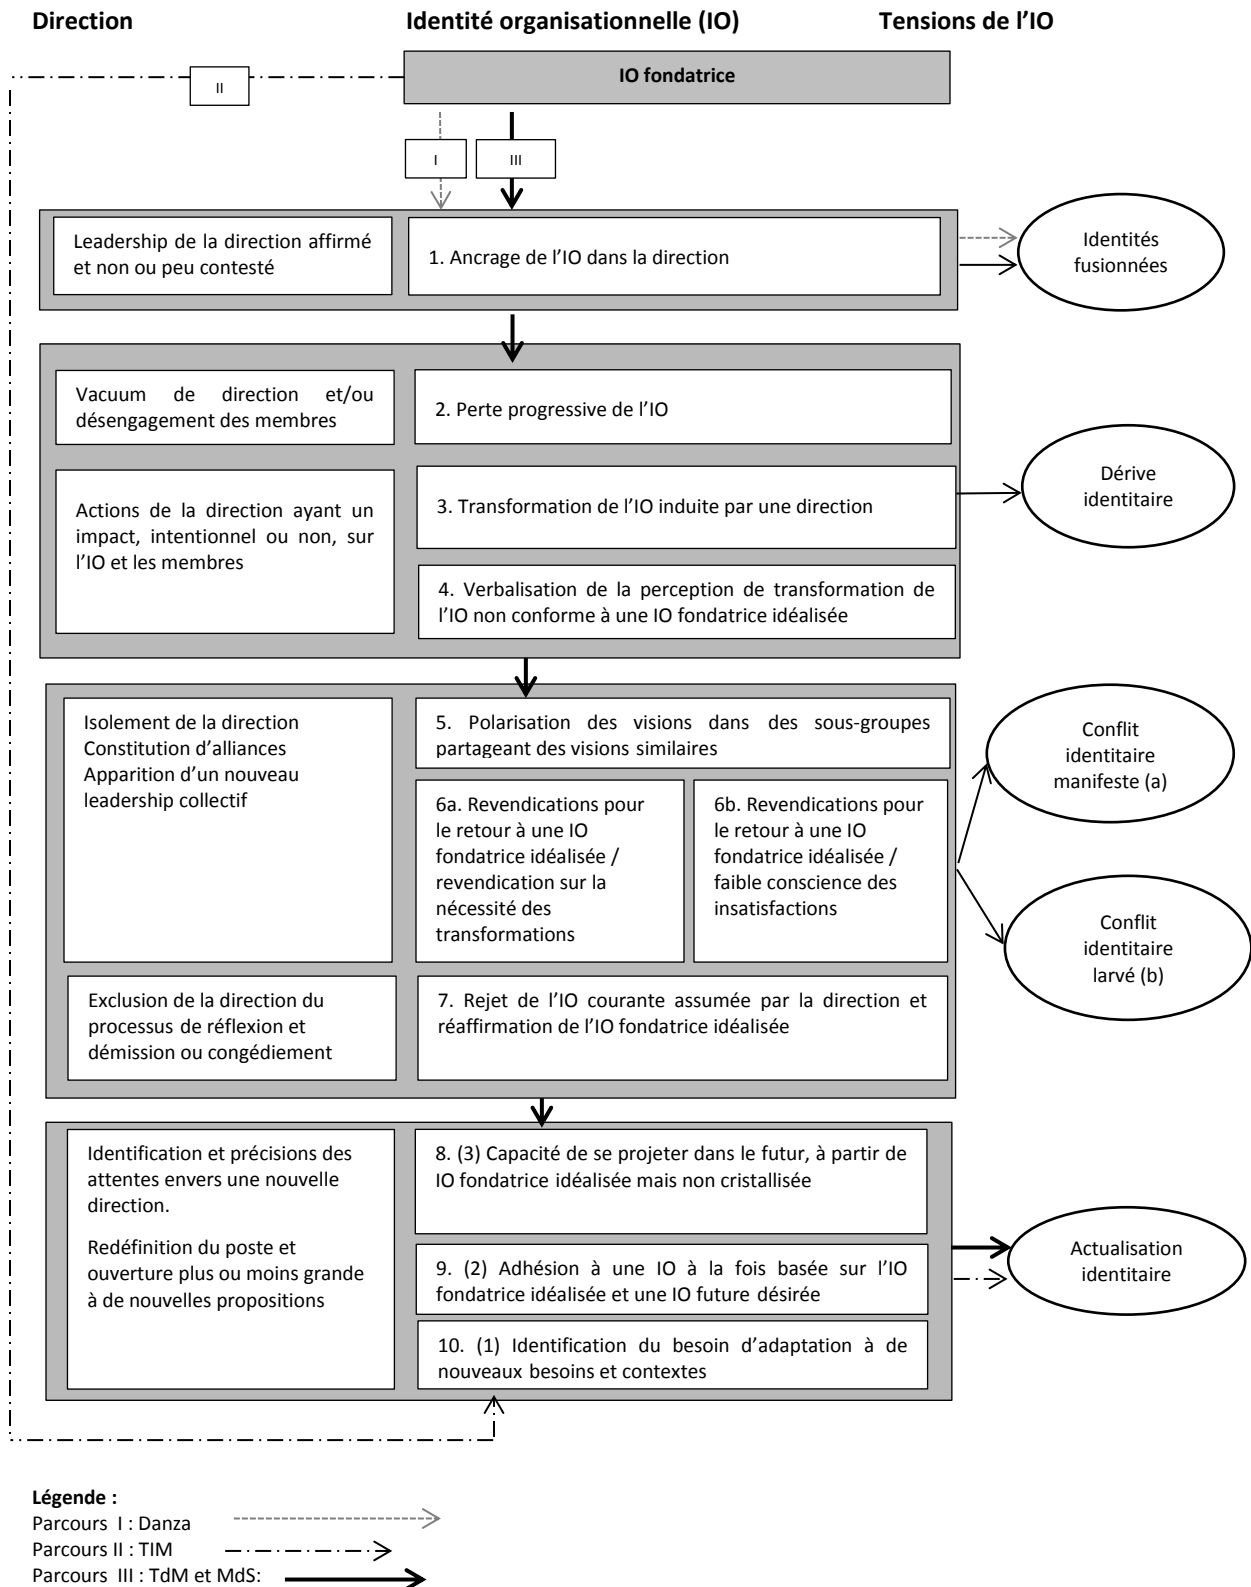 Direction
Identité organisationnelle (IO)
Tensions de l'IO
IO fondatrice
II
I
III
Leadership de la direction affirmé
et non ou peu contesté
1. Ancrage de l'IO dans la direction
Identités
fusionnées
Vacuum de direction et/ou
désengagement des membres
2. Perte progressive de l'IO
Actions de la direction ayant un
impact, intentionnel ou non, sur
l'IO et les membres
3. Transformation de l'IO induite par une direction
4. Verbalisation de la perception de transformation de
l'IO non conforme à une IO fondatrice idéalisée
Dérive
identitaire
Isolement de la direction
Constitution d'alliances
Apparition d'un nouveau
leadership collectif
5. Polarisation des visions dans des sous-groupes
partageant des visions similaires
6a. Revendications pour
le retour à une IO
fondatrice idéalisée /
revendication sur la
nécessité des
transformations
6b. Revendications pour
le retour à une IO
fondatrice idéalisée /
faible conscience des
insatisfactions
Conflit
identitaire
manifeste (a)
Conflit
identitaire
larvé (b)
Exclusion de la direction du
processus de réflexion et
démission ou congédiement
7. Rejet de l'IO courante assumée par la direction et
réaffirmation de l'IO fondatrice idéalisée
Identification et précisions des
attentes envers une nouvelle
direction.
Redéfinition du poste et
ouverture plus ou moins grande
à de nouvelles propositions
8. (3) Capacité de se projeter dans le futur, à partir de
IO fondatrice idéalisée mais non cristallisée
9. (2) Adhésion à une IO à la fois basée sur l'IO
fondatrice idéalisée et une IO future désirée
10. (1) Identification du besoin d'adaptation à de
nouveaux besoins et contextes
Actualisation
identitaire
Légende :
Parcours I : Danza
Parcours II : TIM
Parcours III : TdM et MdS: